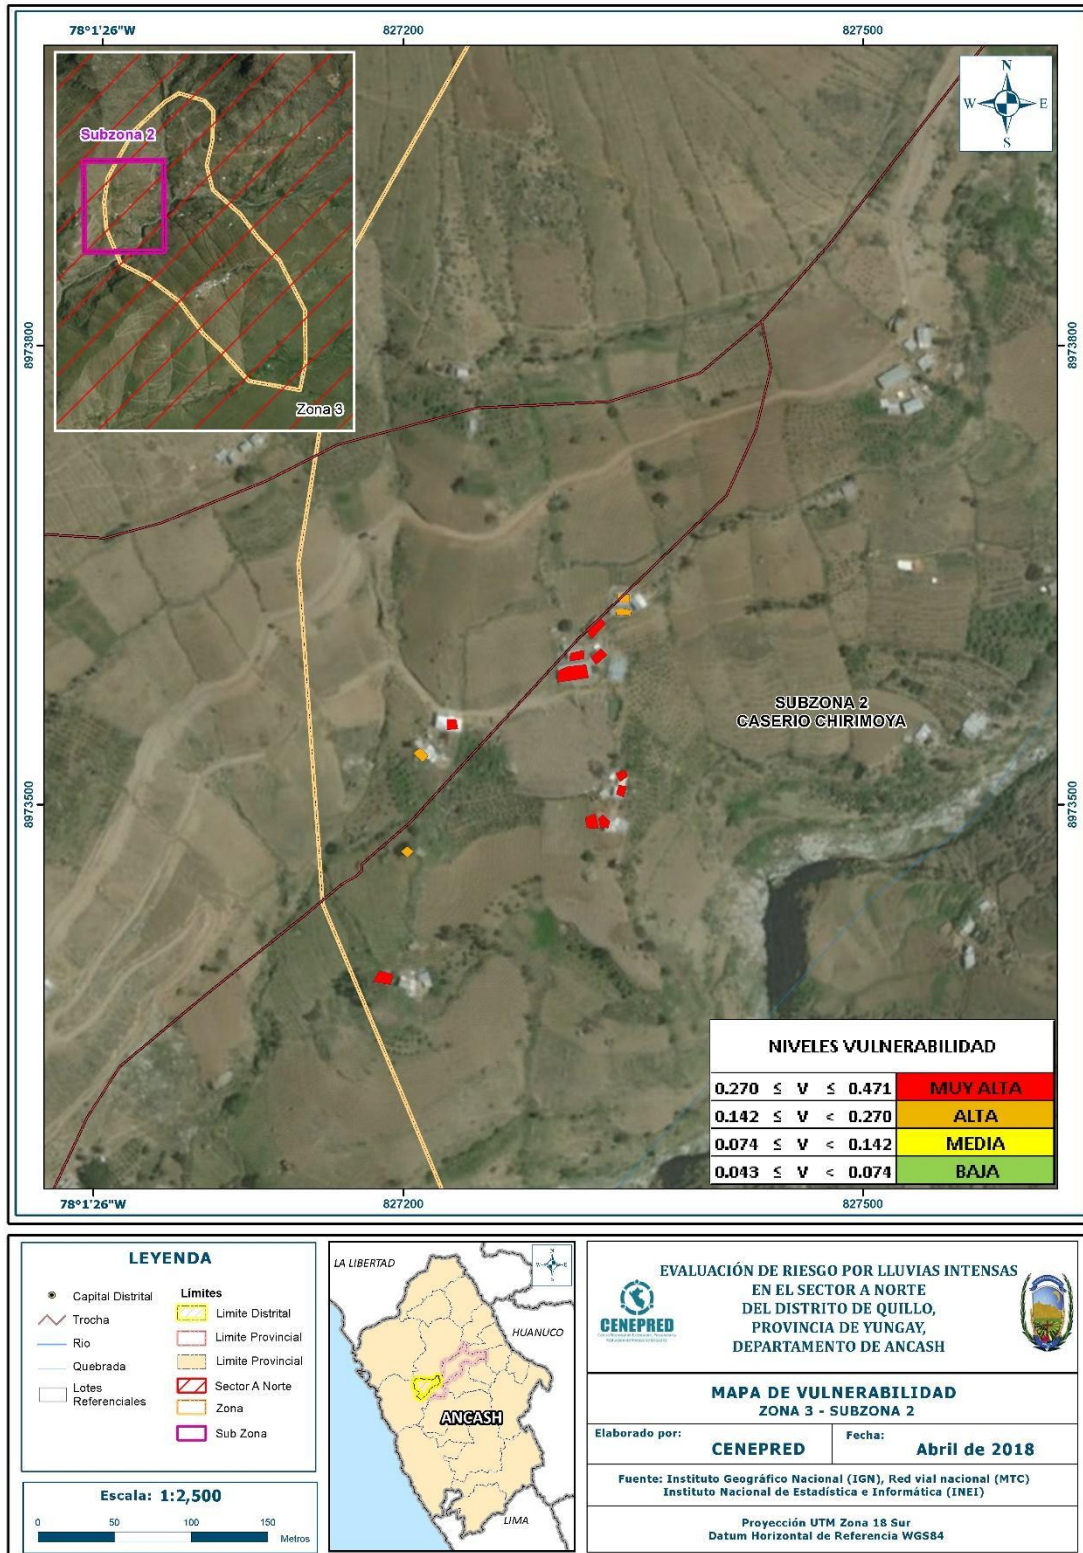 78°1'26"W
827200
827500
N
W
E
S
Subzona 2
Zona 3
8973800
8973800
SUBZONA 2
CASERIO CHIRIMOYA
8973500
8973500
NIVELES VULNERABILIDAD
0.270 ≤ V ≤ 0.471 MUY ALTA
0.142 ≤ V < 0.270 ALTA
0.074 ≤ V < 0.142 MEDIA
0.043 ≤ V < 0.074 BAJA
78°1'26"W
827200
827500
LEYENDA
Capital Distrital
Trocha
Rio
Quebrada
Lotes
Referenciales
Límites
Limite Distrital
Limite Provincial
Limite Provincial
Sector A Norte
Zona
Sub Zona
Escala: 1:2,500
0 50 100 150
Metros
LA LIBERTAD
HUANUCO
ANCASH
LIMA
CENEPRED
EVALUACIÓN DE RIESGO POR LLUVIAS INTENSAS
EN EL SECTOR A NORTE
DEL DISTRITO DE QUILLO,
PROVINCIA DE YUNGAY,
DEPARTAMENTO DE ANCASH
MAPA DE VULNERABILIDAD
ZONA 3 - SUBZONA 2
Elaborado por:
CENEPRED
Fecha:
Abril de 2018
Fuente: Instituto Geográfico Nacional (IGN), Red vial nacional (MTC)
Instituto Nacional de Estadística e Informática (INEI)
Proyección UTM Zona 18 Sur
Datum Horizontal de Referencia WGS84